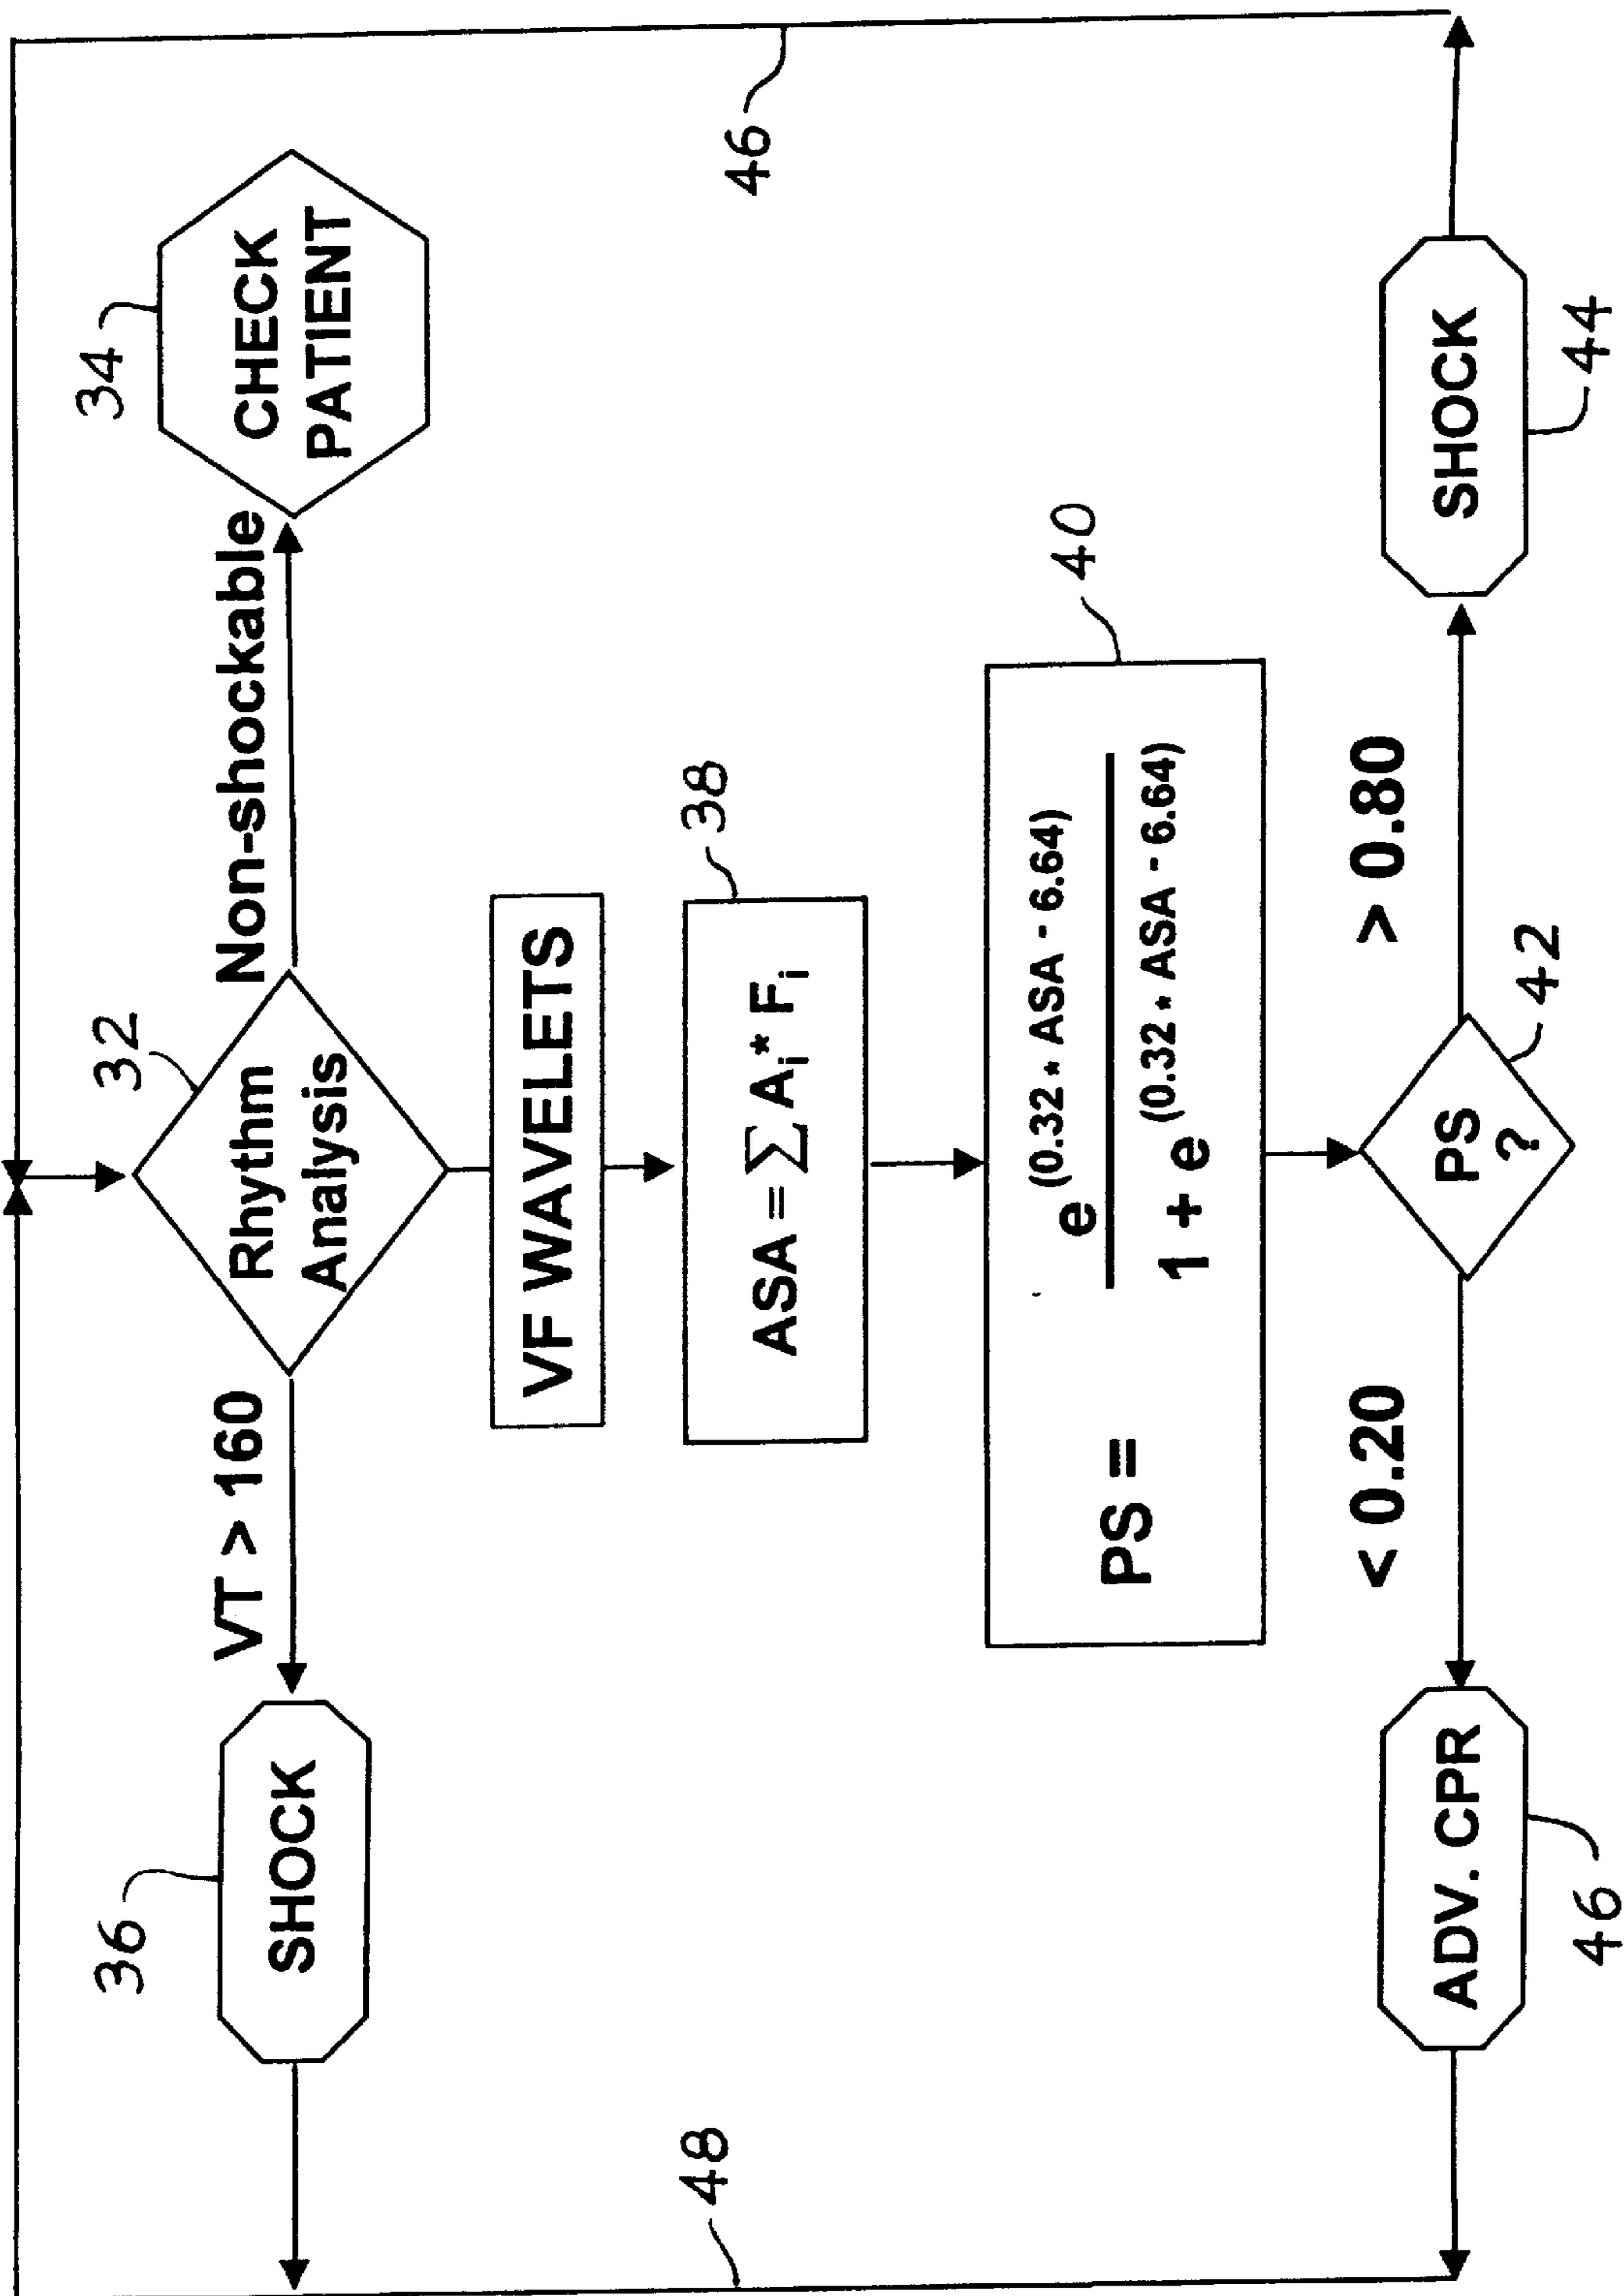 36
SHOCK
VT > 160
32
Rhythm
Analysis
Non-shockable
34
CHECK
PATIENT
VF WAVELETS
48
ASA = ∑ Aᵢ* Fᵢ
38
46
PS =
e^(0.32 * ASA - 6.64)
1 + e^(0.32 * ASA - 6.64)
40
ADV. CPR
46
< 0.20
PS
?
42
> 0.80
SHOCK
44